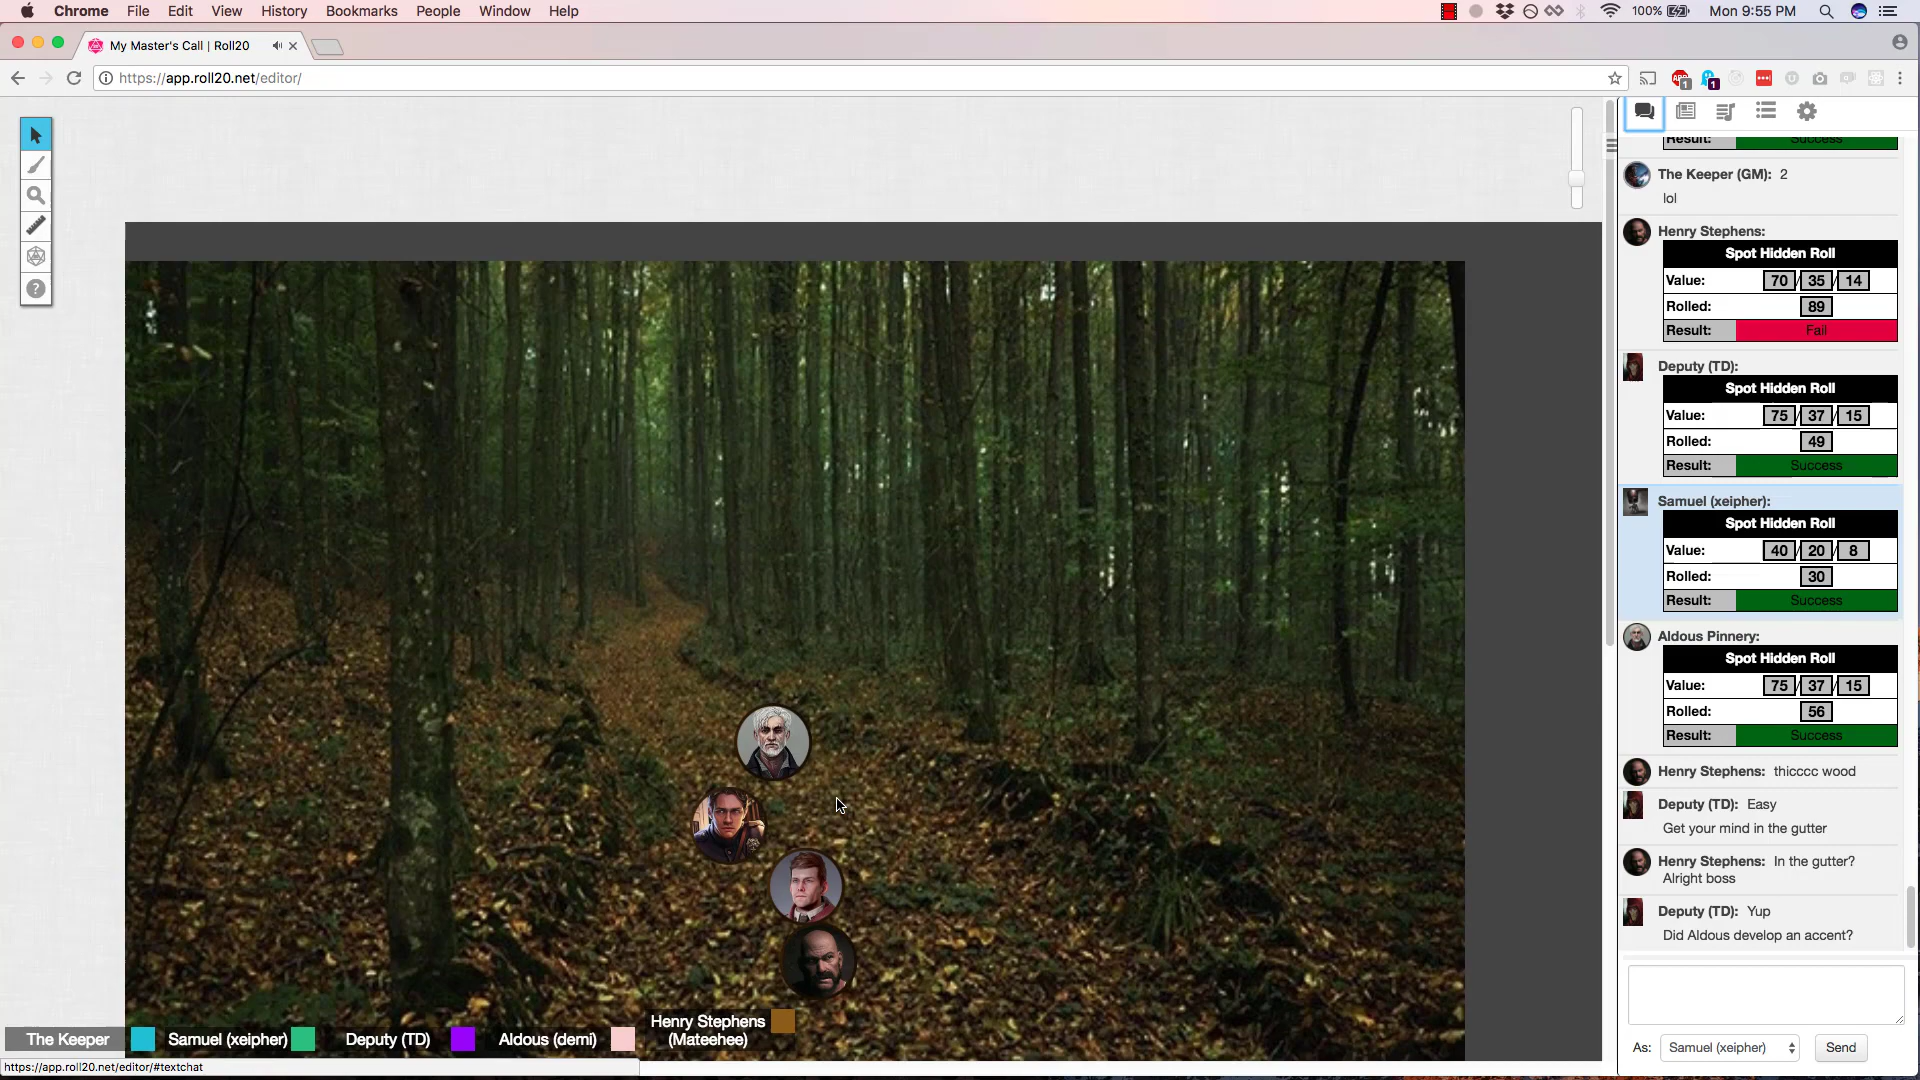 Chrome File Edit View History Bookmarks People Window Help
100% Mon 9:55 PM
My Master's Call | Roll20
https://app.roll20.net/editor/
1 1
Result: Success
The Keeper (GM): 2
lol
Henry Stephens:
Spot Hidden Roll
Value: 70 / 35 / 14
Rolled: 89
Result: Fail
Deputy (TD):
Spot Hidden Roll
Value: 75 / 37 / 15
Rolled: 49
Result: Success
Samuel (xeipher):
Spot Hidden Roll
Value: 40 / 20 / 8
Rolled: 30
Result: Success
Aldous Pinnery:
Spot Hidden Roll
Value: 75 / 37 / 15
Rolled: 56
Result: Success
Henry Stephens: thicccc wood
Deputy (TD): Easy
Get your mind in the gutter
Henry Stephens: In the gutter?
Alright boss
Deputy (TD): Yup
Did Aldous develop an accent?
As: Samuel (xeipher) Send
The Keeper
Samuel (xeipher)
Deputy (TD)
Aldous (demi)
Henry Stephens
(Mateehee)
https://app.roll20.net/editor/#textchat